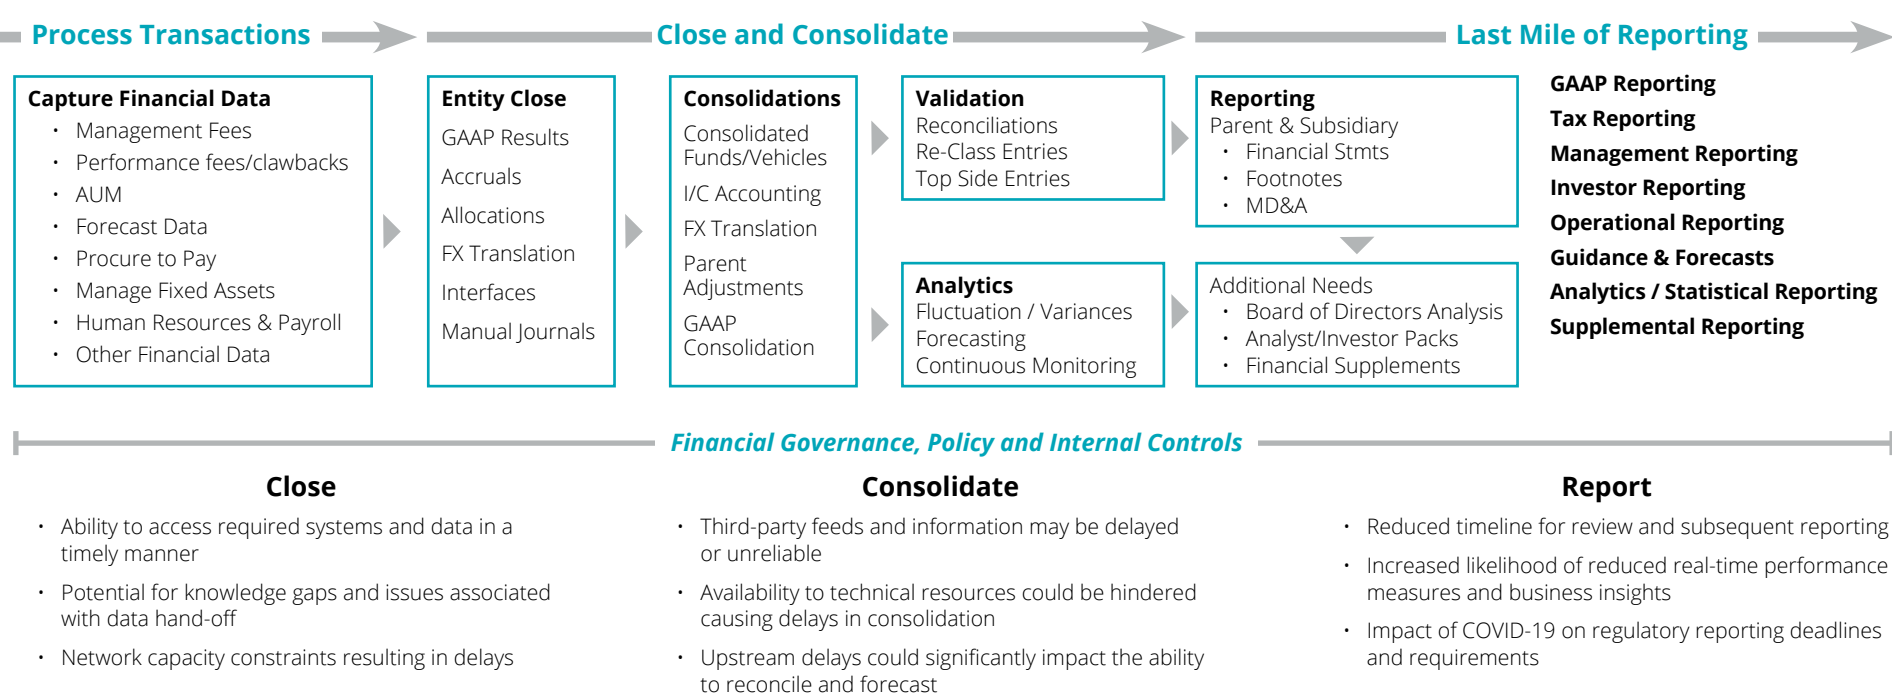 Process Transactions
Close and Consolidate
Last Mile of Reporting
Capture Financial Data
• Management Fees
• Performance fees/clawbacks
• AUM
• Forecast Data
• Procure to Pay
• Manage Fixed Assets
• Human Resources & Payroll
• Other Financial Data
Entity Close
GAAP Results
Accruals
Allocations
FX Translation
Interfaces
Manual Journals
Consolidations
Consolidated
Funds/Vehicles
I/C Accounting
FX Translation
Parent
Adjustments
GAAP
Consolidation
Validation
Reconciliations
Re-Class Entries
Top Side Entries
Analytics
Fluctuation / Variances
Forecasting
Continuous Monitoring
Reporting
Parent & Subsidiary
• Financial Stmts
• Footnotes
• MD&A
Additional Needs
• Board of Directors Analysis
• Analyst/Investor Packs
• Financial Supplements
GAAP Reporting
Tax Reporting
Management Reporting
Investor Reporting
Operational Reporting
Guidance & Forecasts
Analytics / Statistical Reporting
Supplemental Reporting
Financial Governance, Policy and Internal Controls
Close
• Ability to access required systems and data in a
timely manner
• Potential for knowledge gaps and issues associated
with data hand-off
• Network capacity constraints resulting in delays
Consolidate
• Third-party feeds and information may be delayed
or unreliable
• Availability to technical resources could be hindered
causing delays in consolidation
• Upstream delays could significantly impact the ability
to reconcile and forecast
Report
• Reduced timeline for review and subsequent reporting
• Increased likelihood of reduced real-time performance
measures and business insights
• Impact of COVID-19 on regulatory reporting deadlines
and requirements